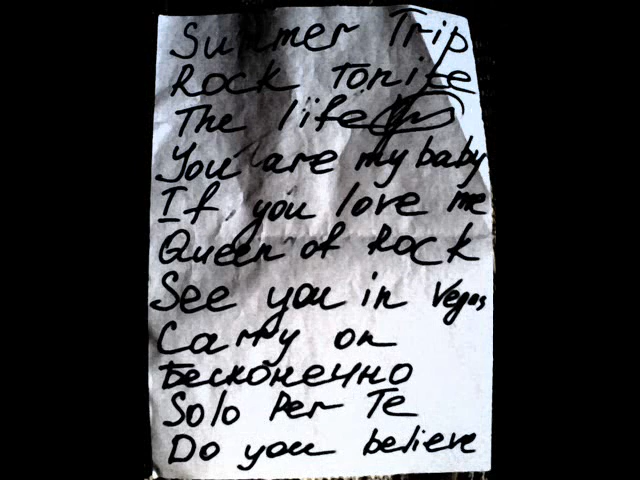 Summer Trip
Rock Tonite
The life
You are my baby
If you love me
Queen of Rock
See you in Vegas
Carry on
Бесконечно
Solo Per Te
Do you believe